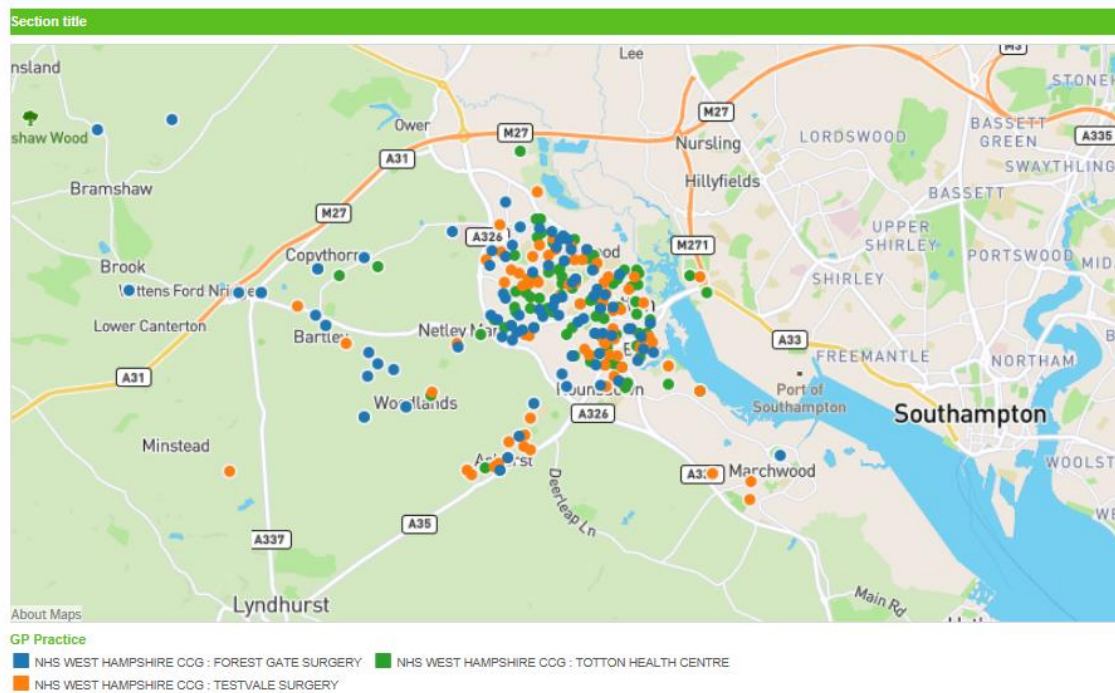 Section title
nsland
Lee
M3
STONEH
shaw Wood
Ower
M27
M27
Nursling
LORDSWOOD
BASSETT
GREEN
A335
A31
SWAYTHLING
Bramshaw
Hillyfields
BASSETT
M27
A326
UPPER
SHIRLEY
PORTSWOOD
M271
Copythorn
Brook
SHIRLEY
MIDA
Lower Canterton
Bartley
Netley Mar
A33
FREEMANTLE
NORTHAM
A31
Port of
Southampton
Woodlands
Hounsdown
A326
Southampton
Minstead
Marchwood
WOOLST
Deerleap Ln
A35
A337
WE
Main Rd
Lyndhurst
About Maps
GP Practice
NHS WEST HAMPSHIRE CCG : FOREST GATE SURGERY NHS WEST HAMPSHIRE CCG : TOTTON HEALTH CENTRE
NHS WEST HAMPSHIRE CCG : TESTVALE SURGERY